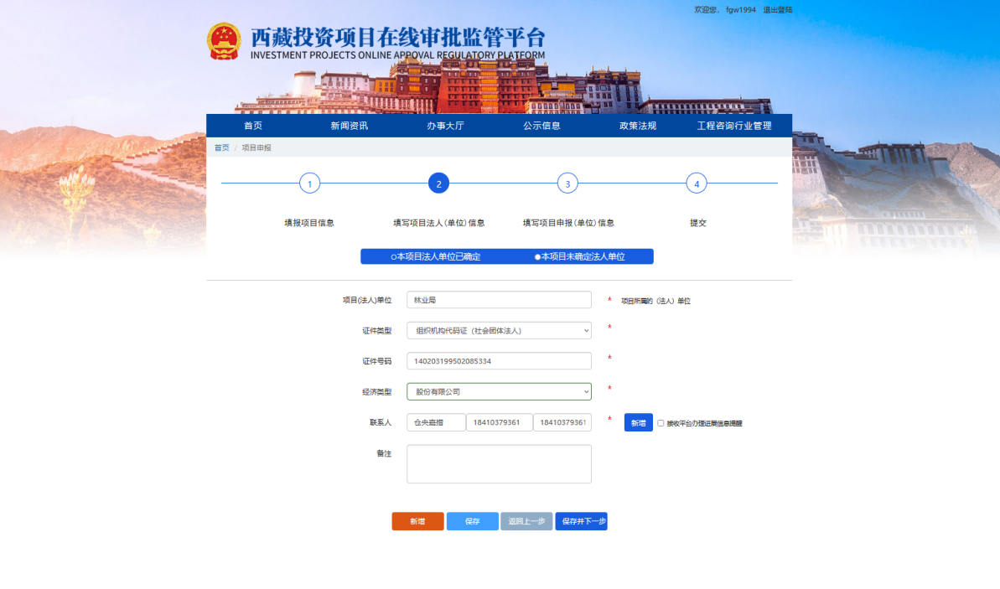 欢迎您， fgw1994 退出登陆
西藏投资项目在线审批监管平台
INVESTMENT PROJECTS ONLINE APPOVAL REGULATORY PLATFORM
首页 新闻资讯 办事大厅 公示信息 政策法规 工程咨询行业管理
首页 / 项目申报
1 2 3 4
填报项目信息 填写项目法人(单位)信息 填写项目申报(单位)信息 提交
本项目法人单位已确定 本项目未确定法人单位
项目(法人)单位 林业局 * 项目所属的（法人）单位
证件类型 组织机构代码证（社会团体法人） *
证件号码 140203199502085334 *
经济类型 股份有限公司 *
联系人 仓央嘉措 18410379361 18410379361 * 新增 接收平台办理进展信息提醒
备注
新增 保存 返回上一步 保存并下一步